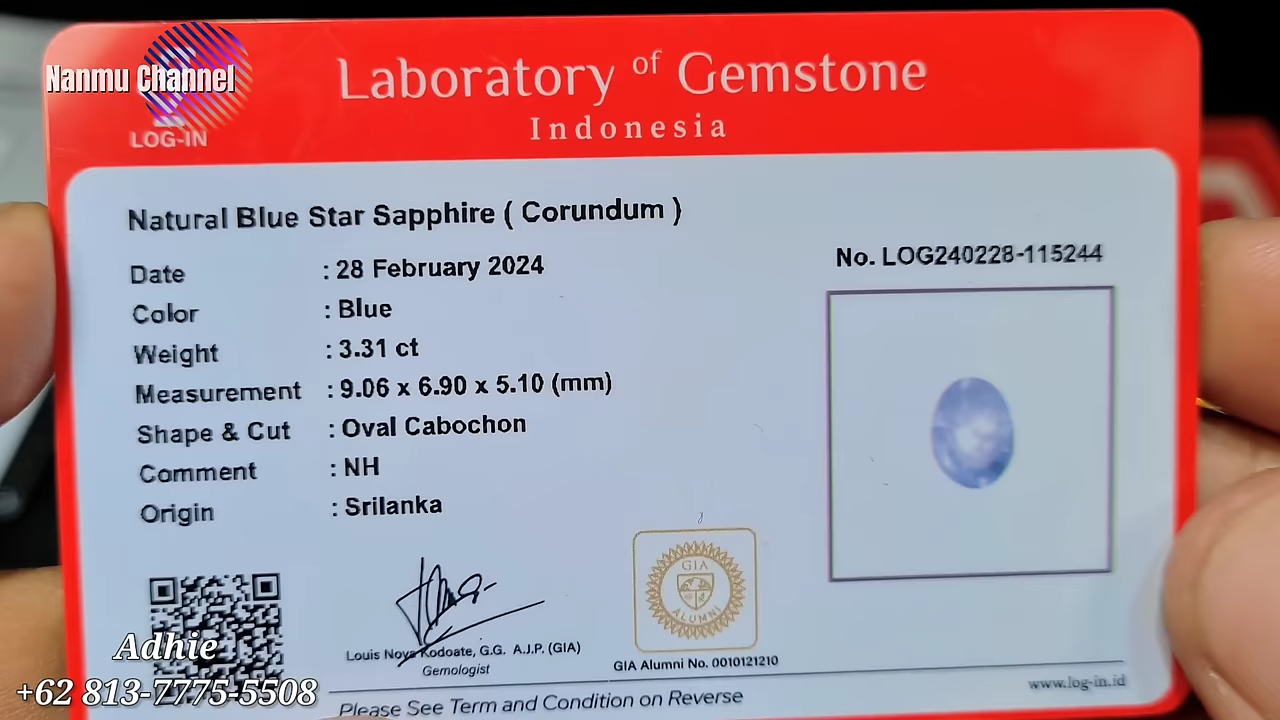 Nanmu Channel
LOG-IN
Laboratory of Gemstone
Indonesia
Natural Blue Star Sapphire ( Corundum )
No. LOG240228-115244
Date : 28 February 2024
Color : Blue
Weight : 3.31 ct
Measurement : 9.06 x 6.90 x 5.10 (mm)
Shape & Cut : Oval Cabochon
Comment : NH
Origin : Srilanka
GIA
ALUMNI
Louis Noya Kodoate, G.G. A.J.P. (GIA)
Gemologist
GIA Alumni No. 0010121210
Adhie
+62 813-7775-5508
www.log-in.id
Please See Term and Condition on Reverse